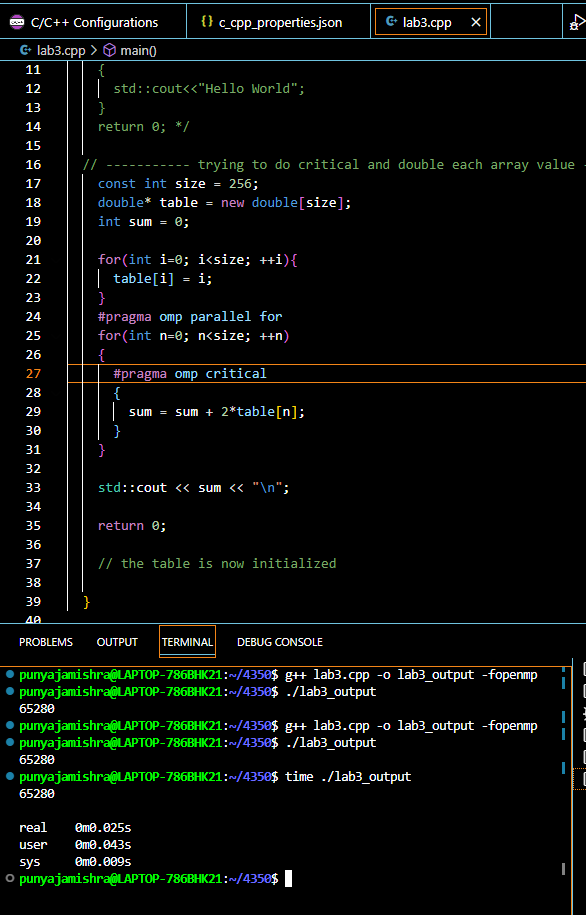 C/C++ Configurations
{} c_cpp_properties.json
lab3.cpp ×
lab3.cpp > main()
11 {
12 std::cout<<"Hello World";
13 }
14 return 0; */
15
16 // ----------- trying to do critical and double each array value -
17 const int size = 256;
18 double* table = new double[size];
19 int sum = 0;
20
21 for(int i=0; i<size; ++i){
22 table[i] = i;
23 }
24 #pragma omp parallel for
25 for(int n=0; n<size; ++n)
26 {
27 #pragma omp critical
28 {
29 sum = sum + 2*table[n];
30 }
31 }
32
33 std::cout << sum << "\n";
34
35 return 0;
36
37 // the table is now initialized
38
39 }
40
PROBLEMS OUTPUT TERMINAL DEBUG CONSOLE
punyajamishra@LAPTOP-786BHK21:~/4350$ g++ lab3.cpp -o lab3_output -fopenmp
punyajamishra@LAPTOP-786BHK21:~/4350$ ./lab3_output
65280
punyajamishra@LAPTOP-786BHK21:~/4350$ g++ lab3.cpp -o lab3_output -fopenmp
punyajamishra@LAPTOP-786BHK21:~/4350$ ./lab3_output
65280
punyajamishra@LAPTOP-786BHK21:~/4350$ time ./lab3_output
65280
real 0m0.025s
user 0m0.043s
sys 0m0.009s
punyajamishra@LAPTOP-786BHK21:~/4350$